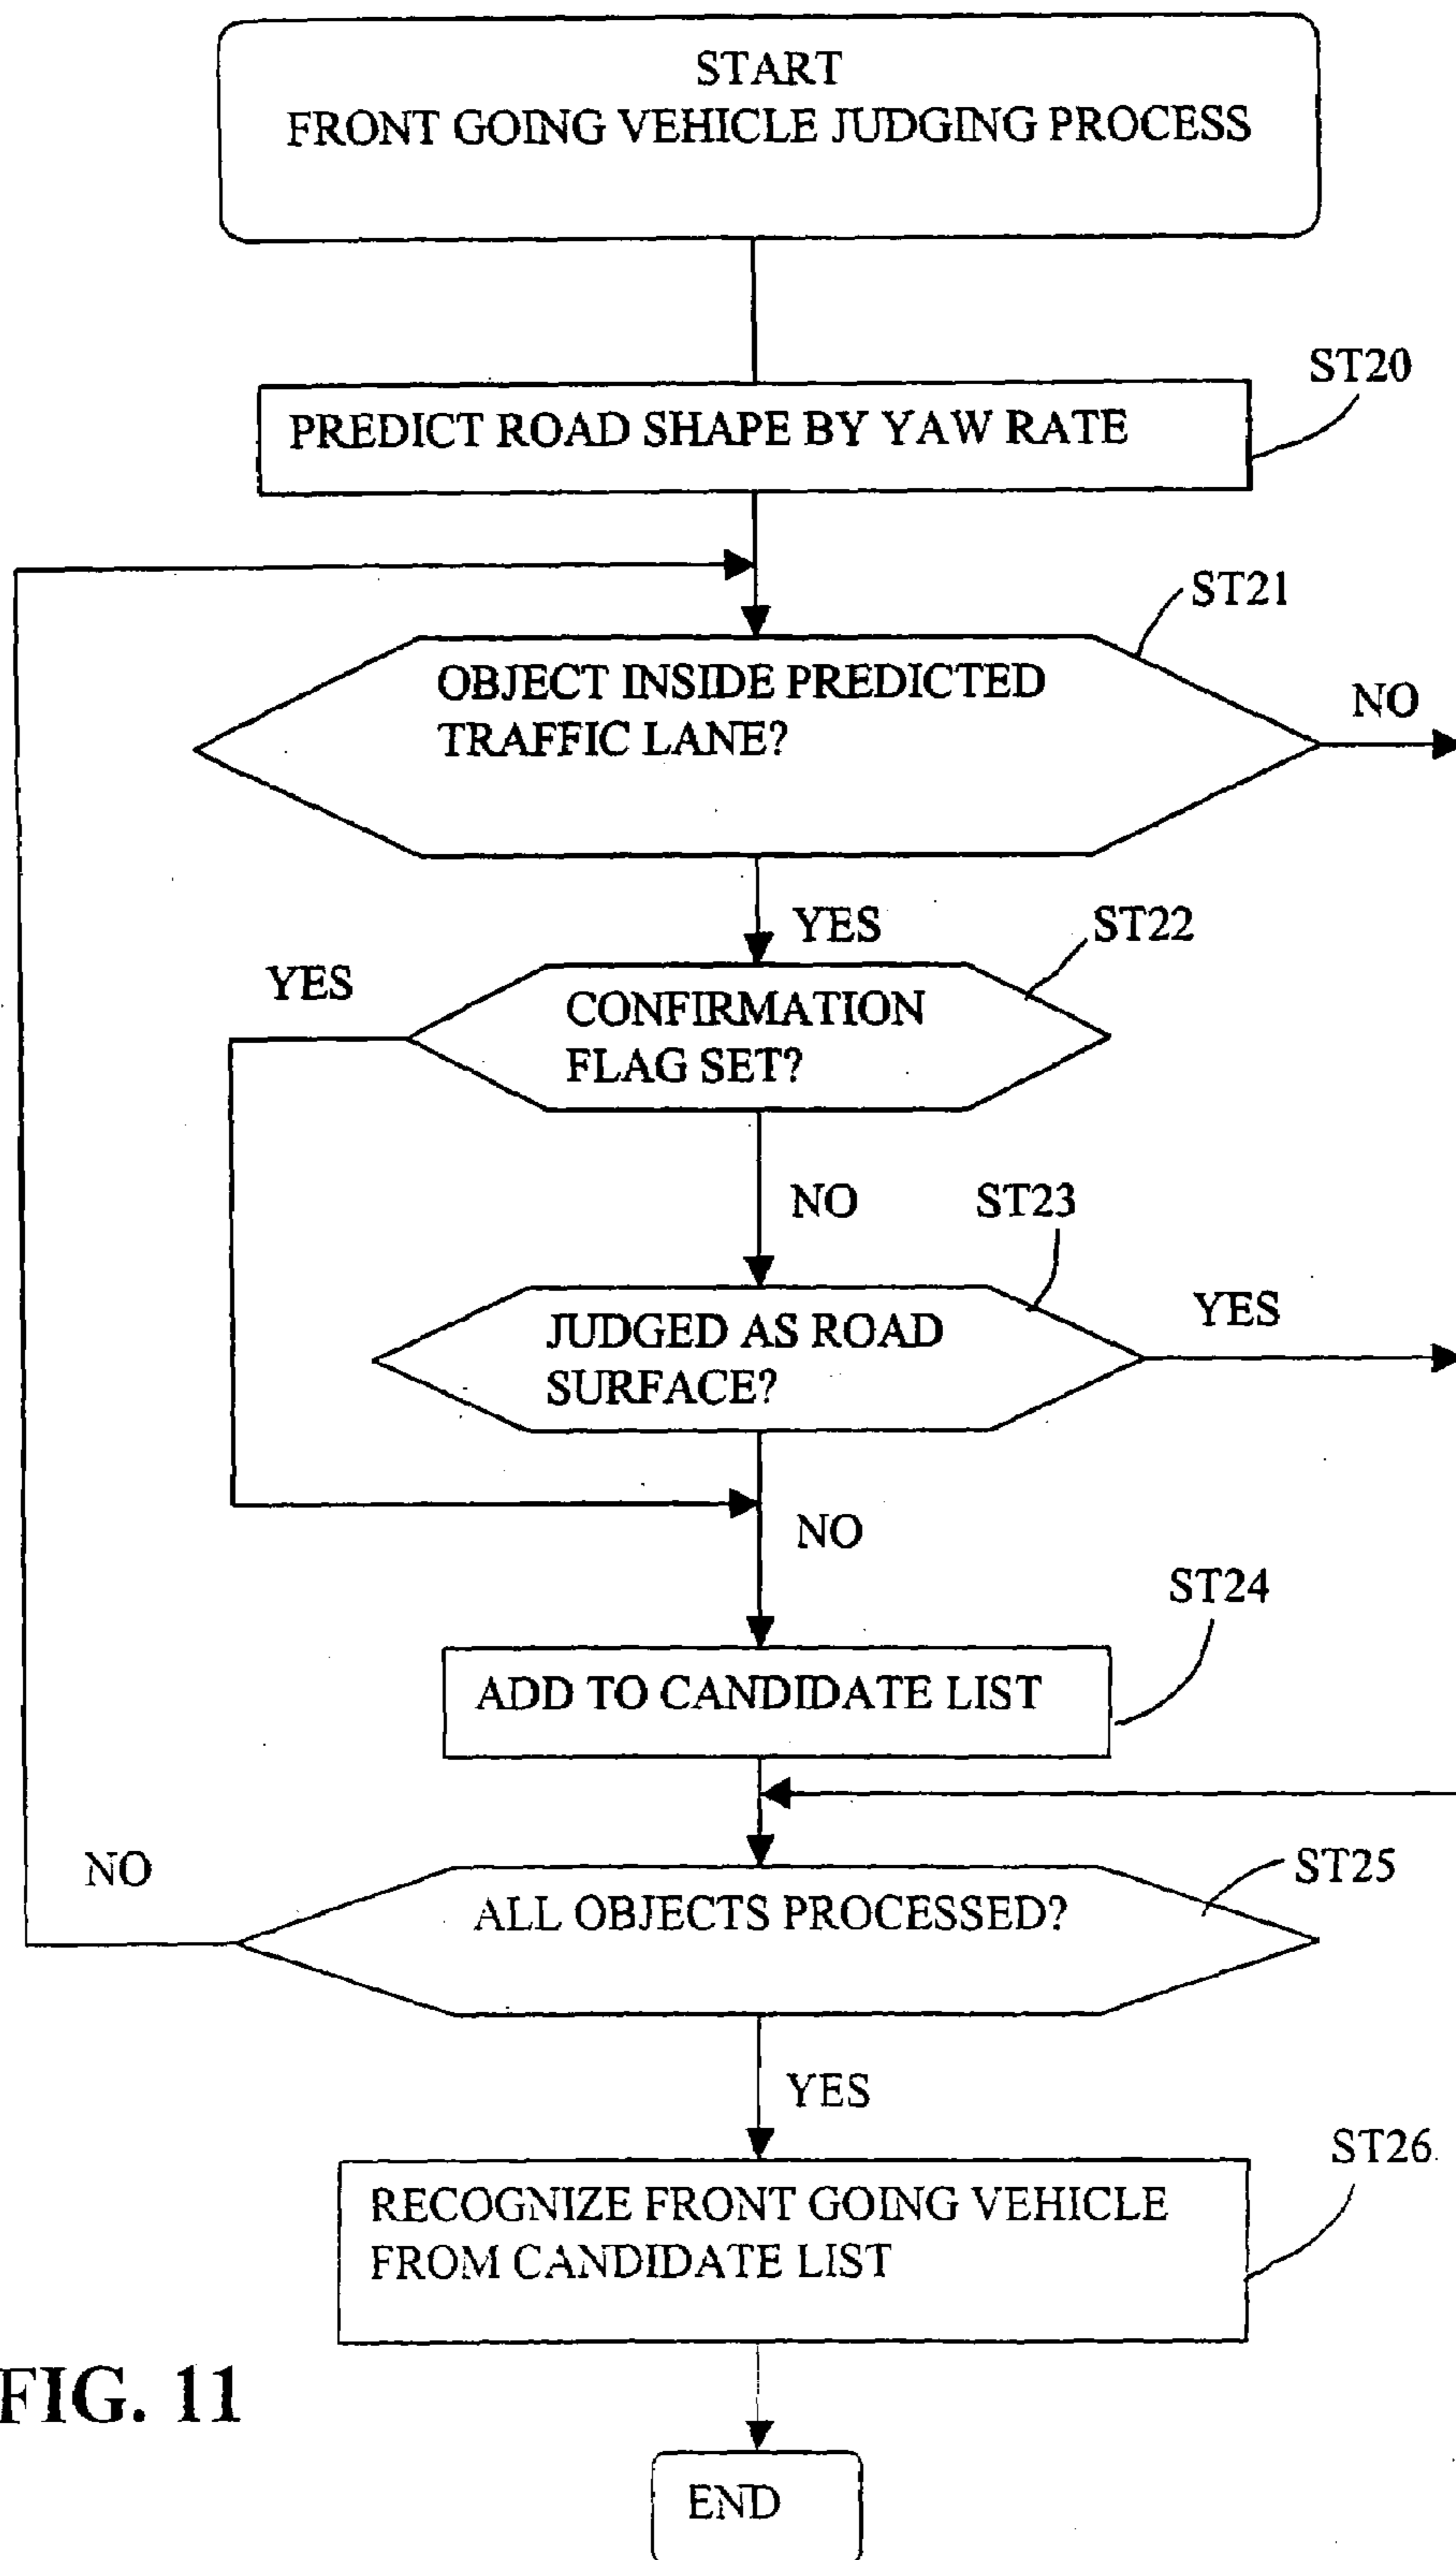 START
FRONT GOING VEHICLE JUDGING PROCESS
ST20
PREDICT ROAD SHAPE BY YAW RATE
ST21
OBJECT INSIDE PREDICTED
TRAFFIC LANE?
NO
YES
ST22
YES
CONFIRMATION
FLAG SET?
NO
ST23
YES
JUDGED AS ROAD
SURFACE?
NO
ST24
ADD TO CANDIDATE LIST
NO
ST25
ALL OBJECTS PROCESSED?
YES
ST26
RECOGNIZE FRONT GOING VEHICLE
FROM CANDIDATE LIST
FIG. 11
END